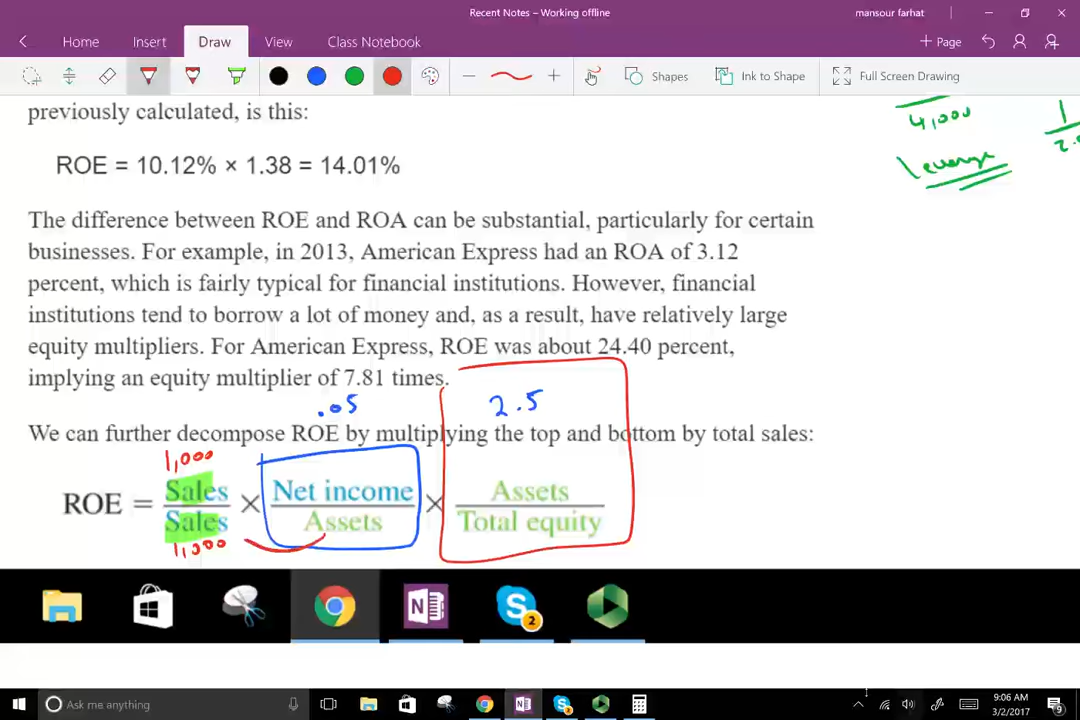 Recent Notes - Working offline
mansour farhat
Home Insert Draw View Class Notebook
+ Page
Shapes Ink to Shape Full Screen Drawing
previously calculated, is this:
4,000
1
leverage
ROE = 10.12% × 1.38 = 14.01%
The difference between ROE and ROA can be substantial, particularly for certain
businesses. For example, in 2013, American Express had an ROA of 3.12
percent, which is fairly typical for financial institutions. However, financial
institutions tend to borrow a lot of money and, as a result, have relatively large
equity multipliers. For American Express, ROE was about 24.40 percent,
implying an equity multiplier of 7.81 times.
.05 2.5
We can further decompose ROE by multiplying the top and bottom by total sales:
1,000
Sales Net income Assets
ROE = × ×
Sales Assets Total equity
1,000
N S 2
Ask me anything
9:06 AM
3/2/2017
9